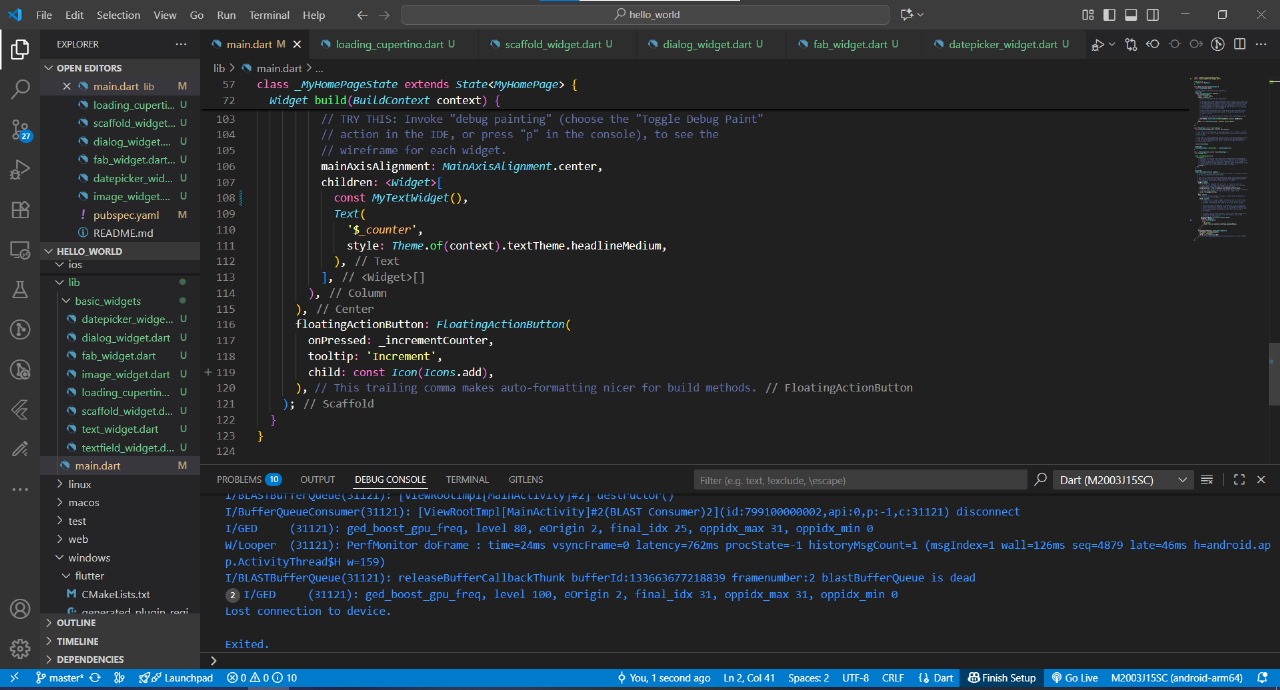 File Edit Selection View Go Run Terminal Help
hello_world
EXPLORER
main.dart M
loading_cupertino.dart U
scaffold_widget.dart U
dialog_widget.dart U
fab_widget.dart U
datepicker_widget.dart U
lib > main.dart > ...
OPEN EDITORS
main.dart lib M
loading_cuperti... U
scaffold_widget... U
dialog_widget.... U
fab_widget.dart... U
datepicker_wid... U
image_widget.... U
pubspec.yaml M
README.md
HELLO_WORLD
ios
lib
basic_widgets
datepicker_widge... U
dialog_widget.dart U
fab_widget.dart U
image_widget.dart U
loading_cupertin... U
scaffold_widget.d... U
text_widget.dart U
textfield_widget.d... U
main.dart M
linux
macos
test
web
windows
flutter
CMakeLists.txt
generated_plugin_regi
OUTLINE
TIMELINE
DEPENDENCIES
27
57 class _MyHomePageState extends State<MyHomePage> {
72 Widget build(BuildContext context) {
103 // TRY THIS: Invoke "debug painting" (choose the "Toggle Debug Paint"
104 // action in the IDE, or press "p" in the console), to see the
105 // wireframe for each widget.
106 mainAxisAlignment: MainAxisAlignment.center,
107 children: <Widget>[
108 const MyTextWidget(),
109 Text(
110 '$_counter',
111 style: Theme.of(context).textTheme.headlineMedium,
112 ), // Text
113 ], // <Widget>[]
114 ), // Column
115 ), // Center
116 floatingActionButton: FloatingActionButton(
117 onPressed: _incrementCounter,
118 tooltip: 'Increment',
119 child: const Icon(Icons.add),
120 ), // This trailing comma makes auto-formatting nicer for build methods. // FloatingActionButton
121 ); // Scaffold
122 }
123 }
124
PROBLEMS 10 OUTPUT DEBUG CONSOLE TERMINAL GITLENS
Filter (e.g. text, !exclude, \escape)
Dart (M2003J15SC)
I/BLASTBufferQueue(31121): [ViewRootImpl[MainActivity]#2] destructor()
I/BufferQueueConsumer(31121): [ViewRootImpl[MainActivity]#2(BLAST Consumer)2](id:799100000002,api:0,p:-1,c:31121) disconnect
I/GED (31121): ged_boost_gpu_freq, level 80, eOrigin 2, final_idx 25, oppidx_max 31, oppidx_min 0
W/Looper (31121): PerfMonitor doFrame : time=24ms vsyncFrame=0 latency=762ms procState=-1 historyMsgCount=1 (msgIndex=1 wall=126ms seq=4879 late=46ms h=android.ap
p.ActivityThread$H w=159)
I/BLASTBufferQueue(31121): releaseBufferCallbackThunk bufferId:133663677218839 framenumber:2 blastBufferQueue is dead
2 I/GED (31121): ged_boost_gpu_freq, level 100, eOrigin 2, final_idx 31, oppidx_max 31, oppidx_min 0
Lost connection to device.
Exited.
master* Launchpad 0 0 10
You, 1 second ago Ln 2, Col 41 Spaces: 2 UTF-8 CRLF {} Dart Finish Setup Go Live M2003J15SC (android-arm64)